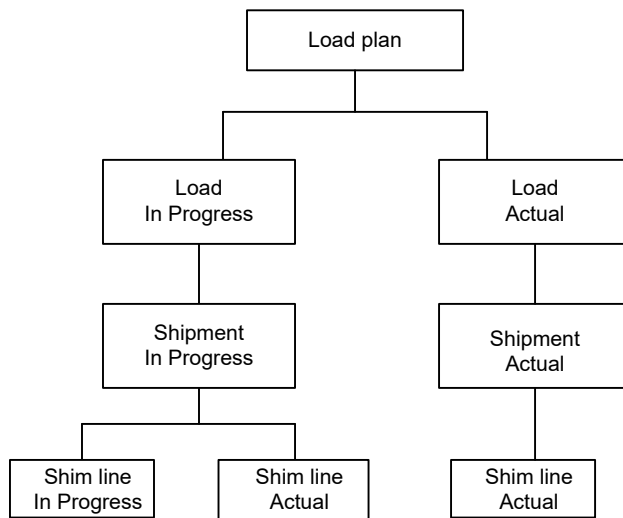 Load plan
Load
In Progress
Load
Actual
Shipment
In Progress
Shipment
Actual
Shim line
In Progress
Shim line
Actual
Shim line
Actual